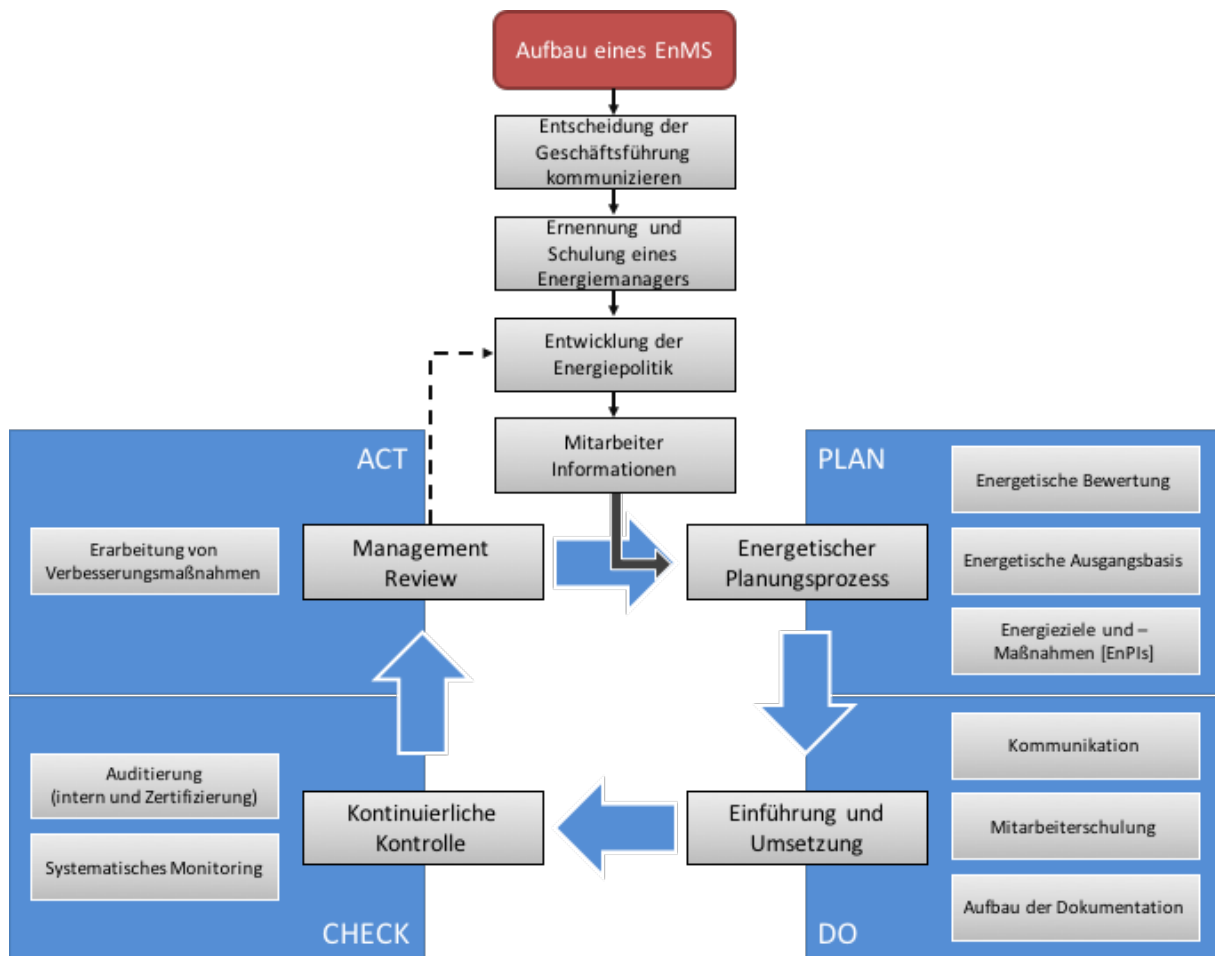 Aufbau eines EnMS
Entscheidung der
Geschäftsführung
kommunizieren
Ernennung und
Schulung eines
Energiemanagers
Entwicklung der
Energiepolitik
Mitarbeiter
Informationen
ACT
Erarbeitung von
Verbesserungsmaßnahmen
Management
Review
PLAN
Energetischer
Planungsprozess
Energetische Bewertung
Energetische Ausgangsbasis
Energieziele und –
Maßnahmen [EnPIs]
Kommunikation
Mitarbeiterschulung
Aufbau der Dokumentation
Einführung und
Umsetzung
DO
Kontinuierliche
Kontrolle
Auditierung
(intern und Zertifizierung)
Systematisches Monitoring
CHECK